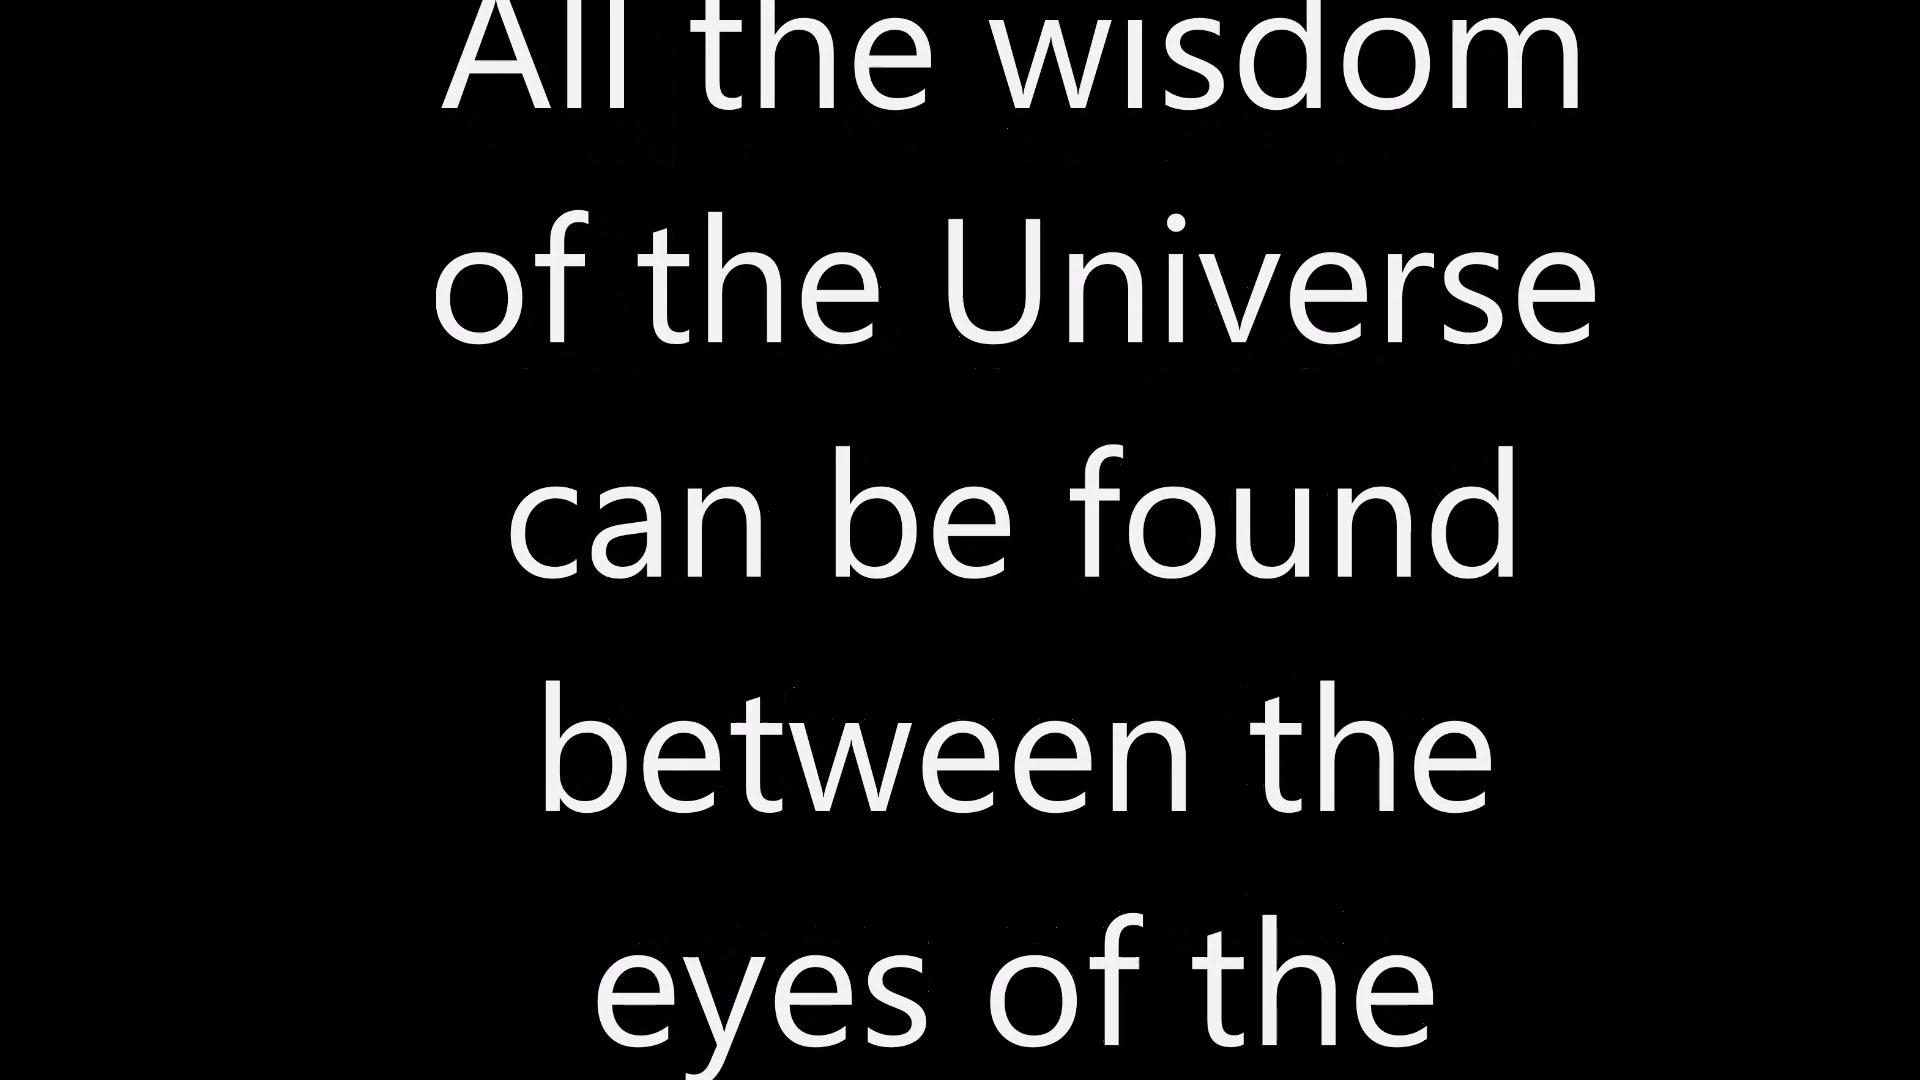 All the wisdom
of the Universe
can be found
between the
eyes of the